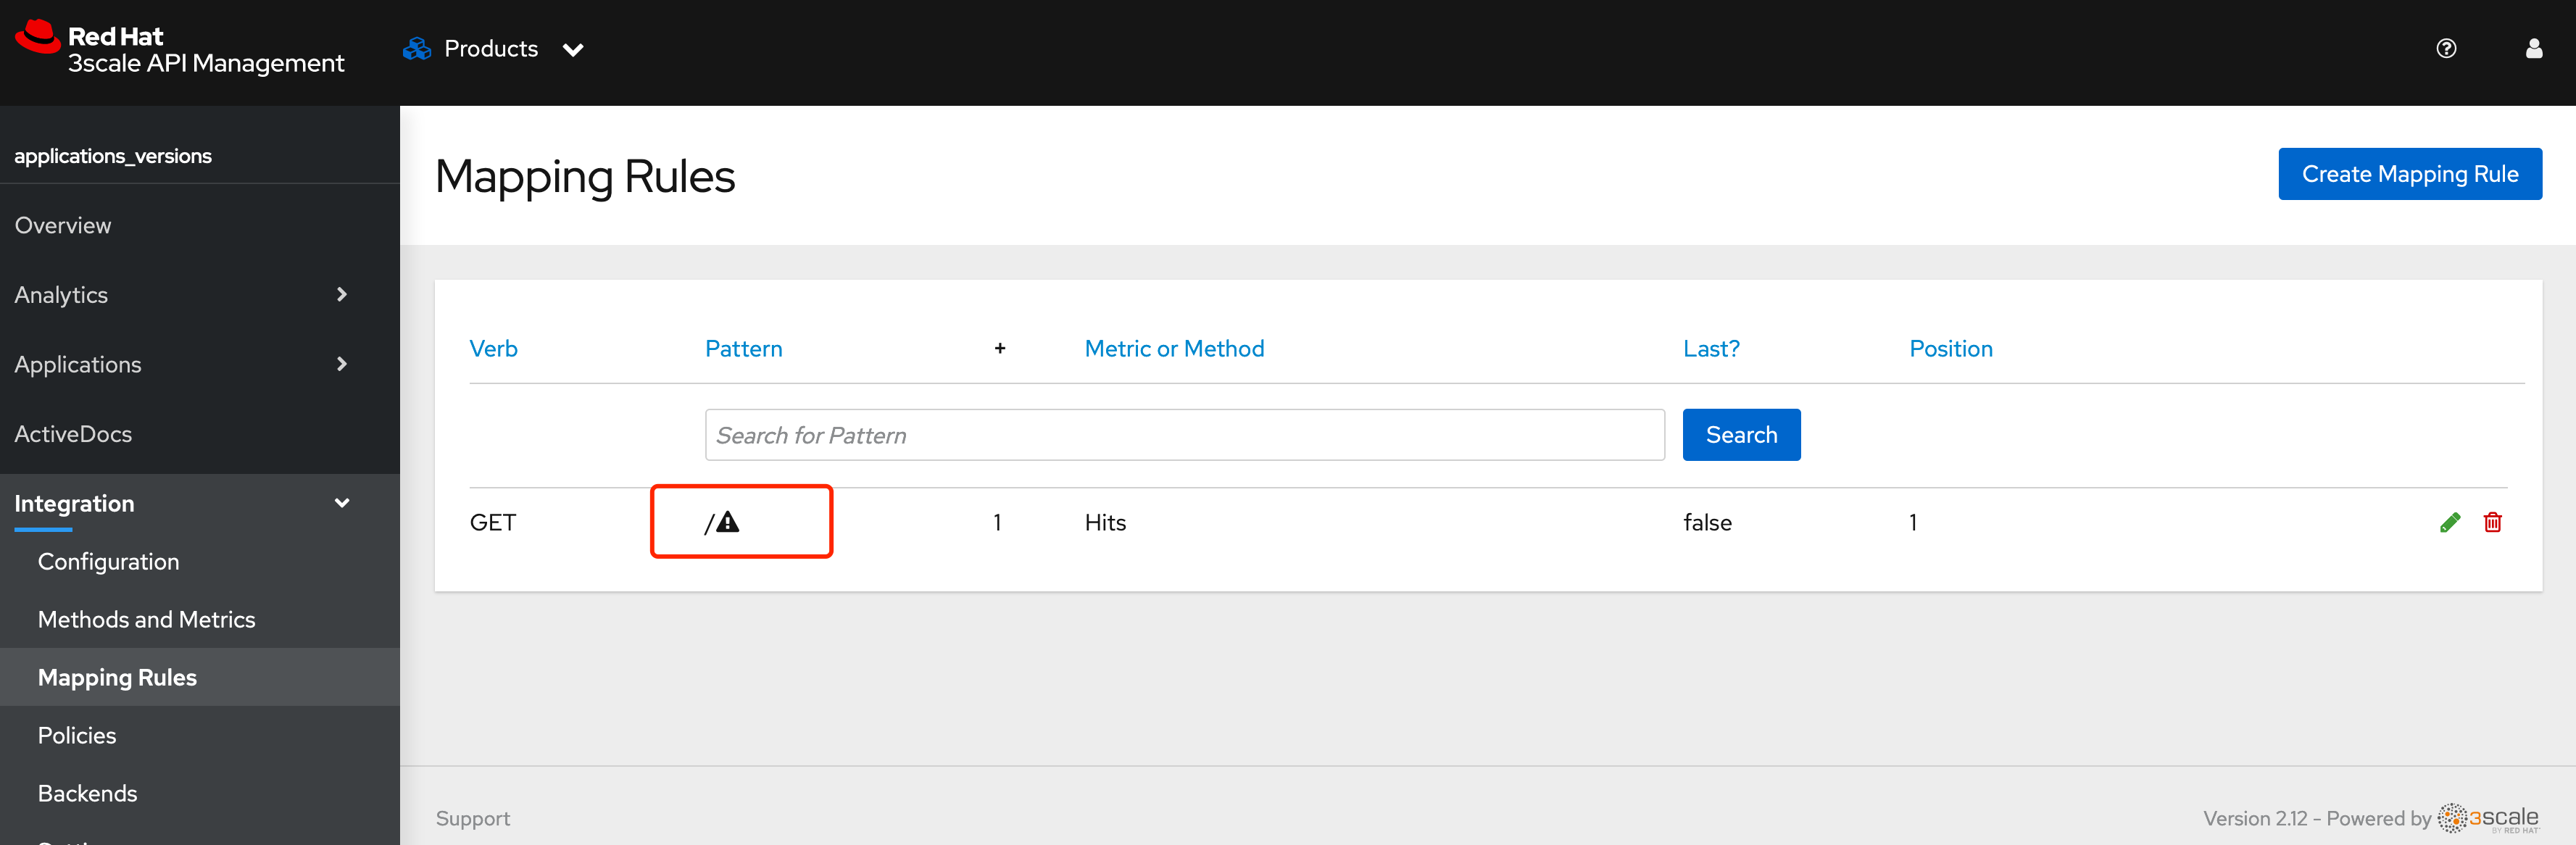 Red Hat
3scale API Management
Products
applications_versions
Overview
Analytics
Applications
ActiveDocs
Integration
Configuration
Methods and Metrics
Mapping Rules
Policies
Backends
Mapping Rules
Create Mapping Rule
Verb Pattern + Metric or Method Last? Position
Search for Pattern Search
GET / 1 Hits false 1
Support
Version 2.12 - Powered by 3scale
BY RED HAT